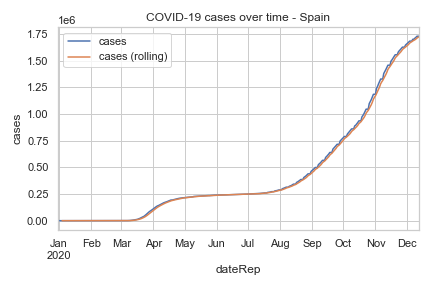 COVID-19 cases over time - Spain
1e6
cases
cases (rolling)
1.75
1.50
1.25
1.00
0.75
0.50
0.25
0.00
cases
Jan Feb Mar Apr May Jun Jul Aug Sep Oct Nov Dec
2020
dateRep